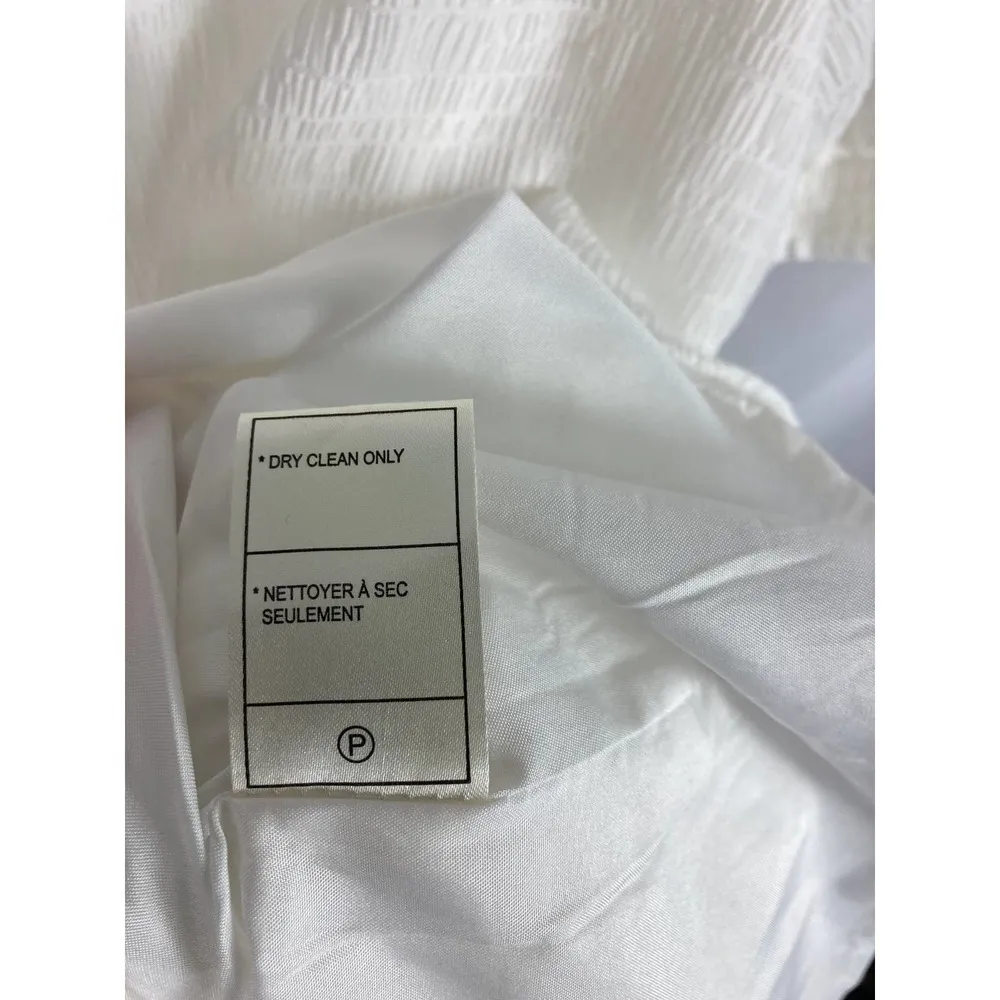 * DRY CLEAN ONLY
* NETTOYER À SEC
SEULEMENT
P